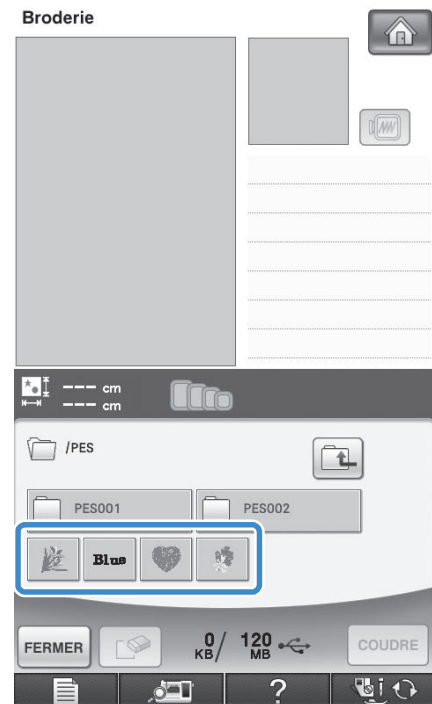 Broderie
--- cm
--- cm
/PES
PES001 PES002
Blue
FERMER 0 KB / 120 MB COUDRE
?